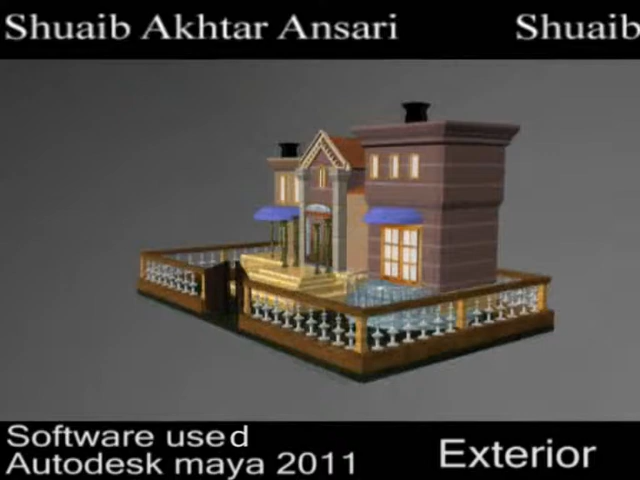 Shuaib Akhtar Ansari Shuaib
Software used
Autodesk maya 2011
Exterior